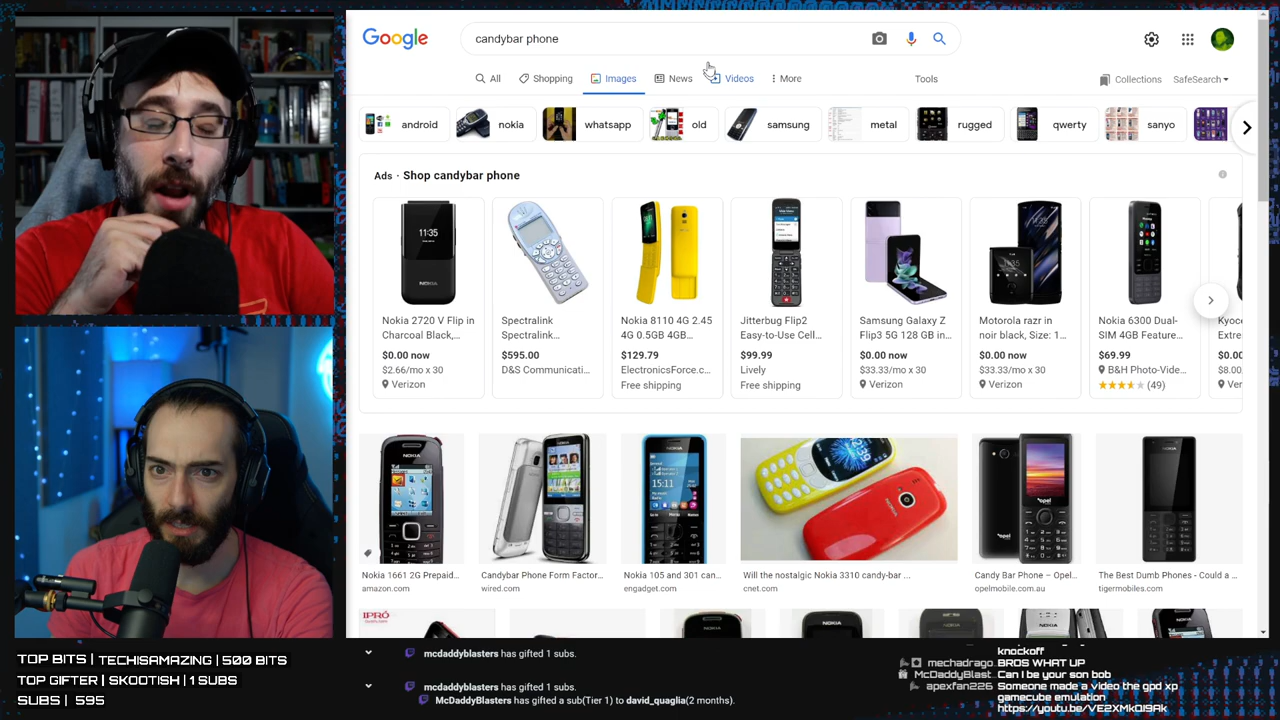 Google
candybar phone
All
Shopping
Images
News
Videos
More
Tools
Collections
SafeSearch
android
nokia
whatsapp
old
samsung
metal
rugged
qwerty
sanyo
Ads · Shop candybar phone
11:35
NOKIA
Nokia 2720 V Flip in
Charcoal Black,...
$0.00 now
$2.66/mo x 30
Verizon
Spectralink
Spectralink...
$595.00
D&S Communicati...
Nokia 8110 4G 2.45
4G 0.5GB 4GB...
$129.79
ElectronicsForce.c...
Free shipping
Jitterbug Flip2
Easy-to-Use Cell...
$99.99
Lively
Free shipping
Samsung Galaxy Z
Flip3 5G 128 GB in...
$0.00 now
$33.33/mo x 30
Verizon
Motorola razr in
noir black, Size: 1...
$0.00 now
$33.33/mo x 30
Verizon
Nokia 6300 Dual-
SIM 4G Feature...
$69.99
B&H Photo-Vide...
(49)
Kyoce
Extre
$8.00
Ver
15:11
NOKIA
Nokia 1661 2G Prepaid...
amazon.com
Candybar Phone Form Factor...
wired.com
Nokia 105 and 301 can...
engadget.com
Will the nostalgic Nokia 3310 candy-bar ...
cnet.com
Candy Bar Phone – Opel...
opelmobile.com.au
The Best Dumb Phones - Could a ...
tigermobiles.com
IPRÓ
TOP BITS | TECHISAMAZING | 500 BITS
TOP GIFTER | SKOOTISH | 1 SUBS
SUBS | 595
mcdaddyblasters has gifted 1 subs.
mcdaddyblasters has gifted 1 subs.
McDaddyBlasters has gifted a sub(Tier 1) to david_quaglia(2 months).
knockoff
mechadrago: BROS WHAT UP
McDaddyBlast.. Can I be your son bob
apexfan226 Someone made a video the gpd xp
gamecube emulation